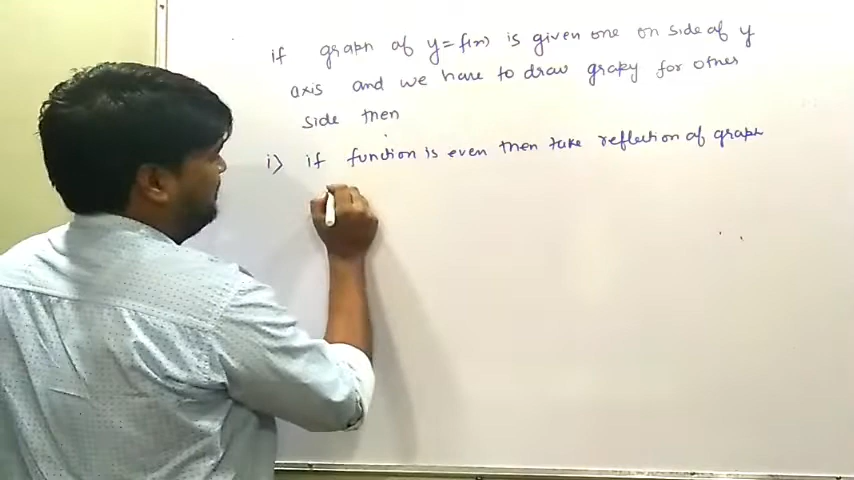 if graph of y=f(x) is given one on side of y
axis and we have to draw grapy for other
side then
i) if function is even then take reflection of graph